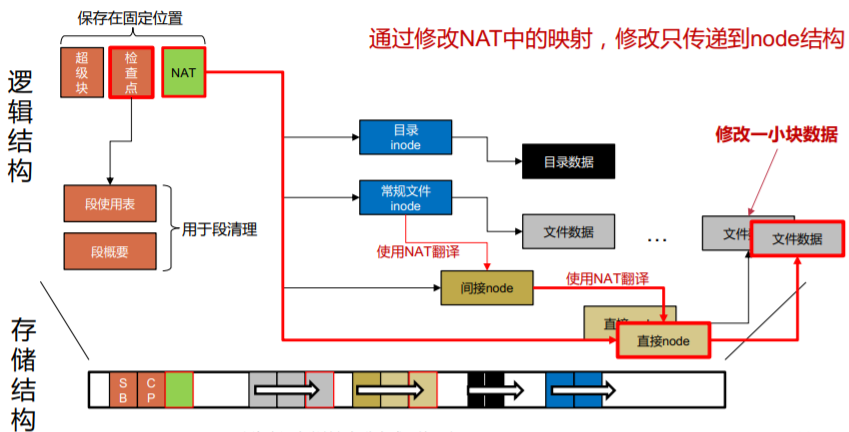 保存在固定位置
通过修改NAT中的映射，修改只传递到node结构
逻辑结构
超级块
检查点
NAT
目录
inode
目录数据
修改一小块数据
常规文件
inode
段使用表
用于段清理
段概要
文件数据
...
文件
文件数据
使用NAT翻译
间接node
使用NAT翻译
直接node
存储结构
SB
CP